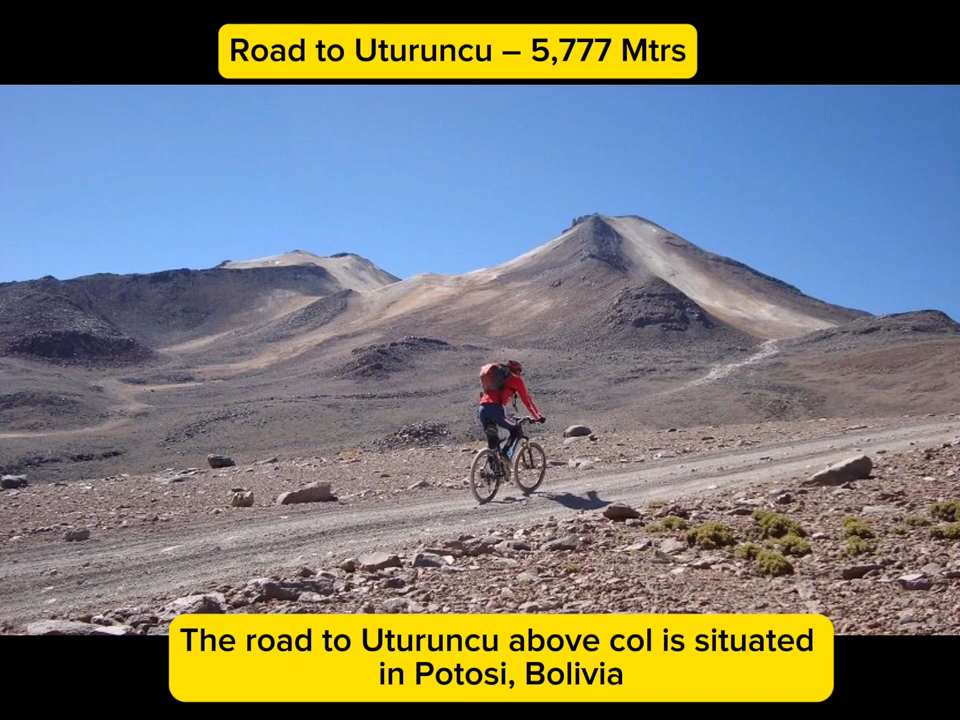 Road to Uturuncu – 5,777 Mtrs
The road to Uturuncu above col is situated
in Potosi, Bolivia